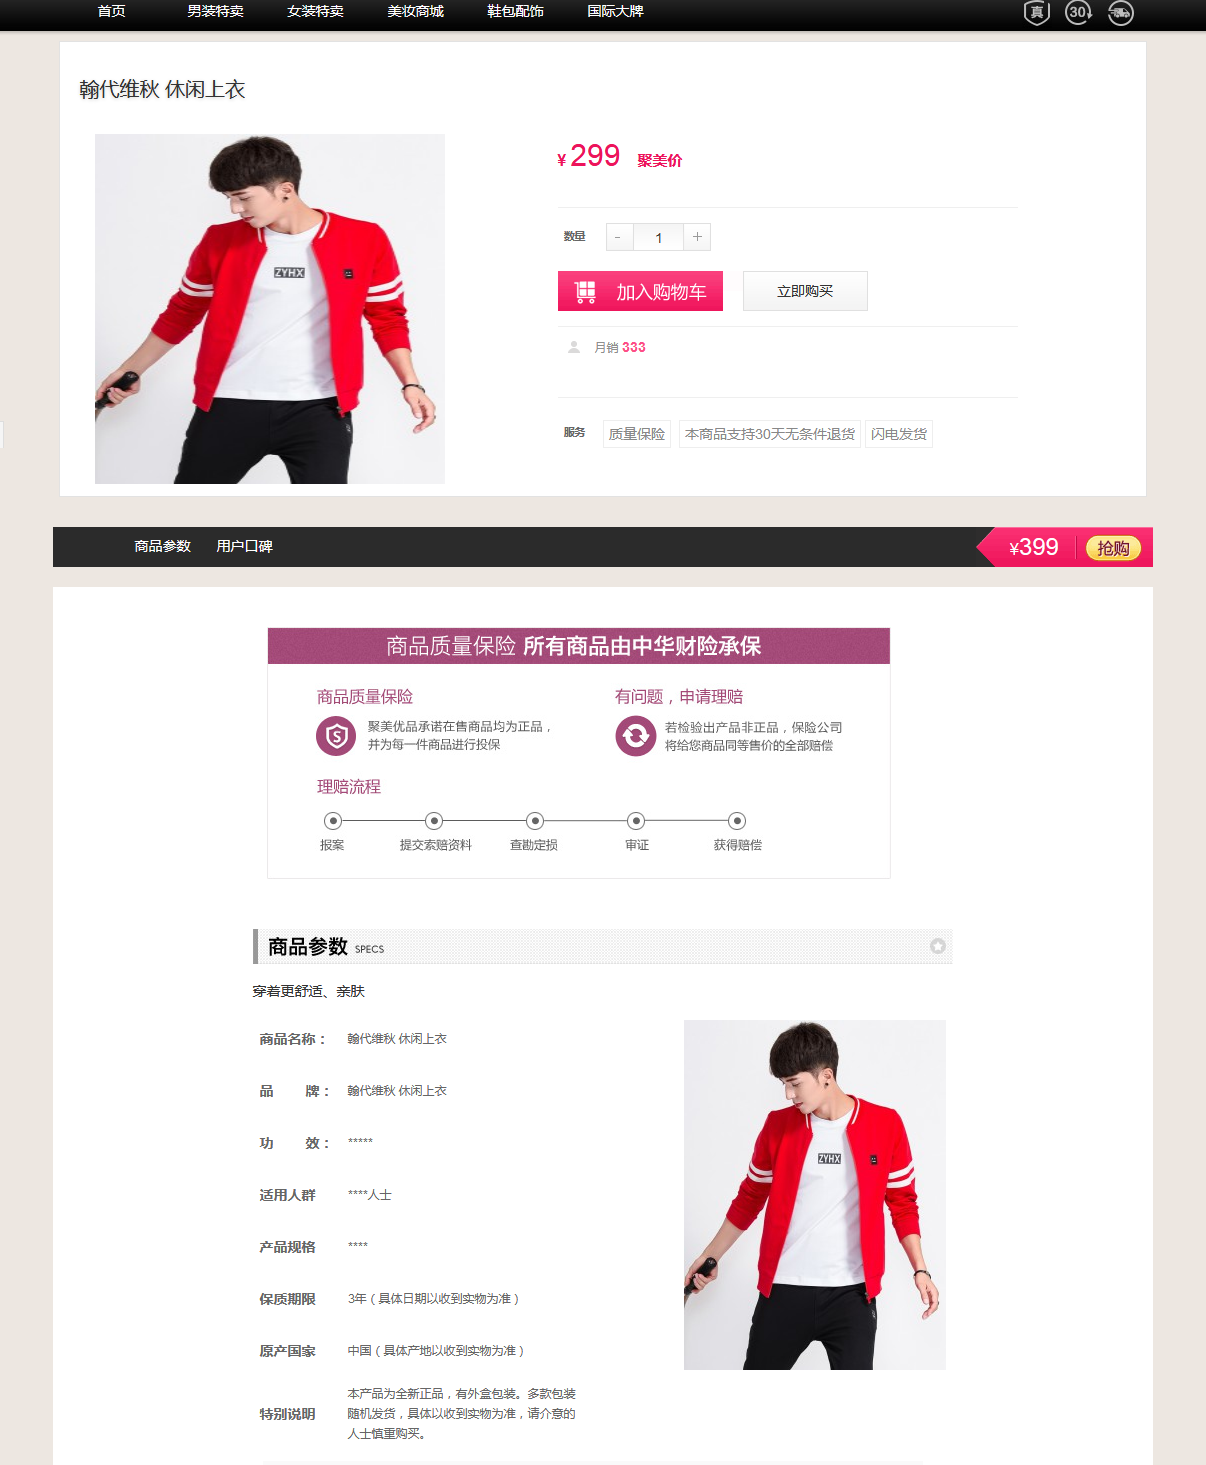 首页 男装特卖 女装特卖 美妆商城 鞋包配饰 国际大牌
真 30
翰代维秋 休闲上衣
¥ 299 聚美价
ZYHX
数量 - 1 +
加入购物车 立即购买
月销 333
服务 质量保险 本商品支持30天无条件退货 闪电发货
商品参数 用户口碑 ¥399 抢购
商品质量保险 所有商品由中华财险承保
商品质量保险
聚美优品承诺在售商品均为正品，
并为每一件商品进行投保
有问题，申请理赔
若检验出产品非正品，保险公司
将给您商品同等售价的全部赔偿
理赔流程
报案 提交索赔资料 查勘定损 审证 获得赔偿
商品参数 SPECS
穿着更舒适、亲肤
商品名称： 翰代维秋 休闲上衣
品 牌： 翰代维秋 休闲上衣
功 效： *****
适用人群 ****人士
产品规格 ****
保质期限 3年（具体日期以收到实物为准）
原产国家 中国（具体产地以收到实物为准）
特别说明 本产品为全新正品，有外盒包装。多款包装
随机发货，具体以收到实物为准，请介意的
人士慎重购买。
ZYHX